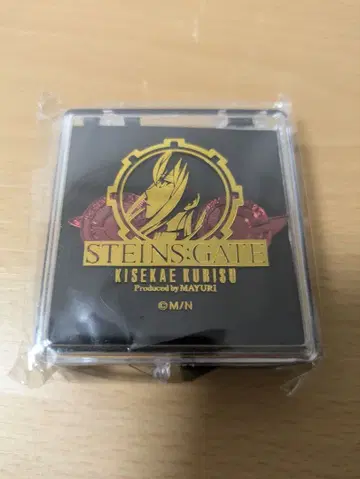 STEINS;GATE
KISEKAE KURISU
Produced by MAYURI
©M/N